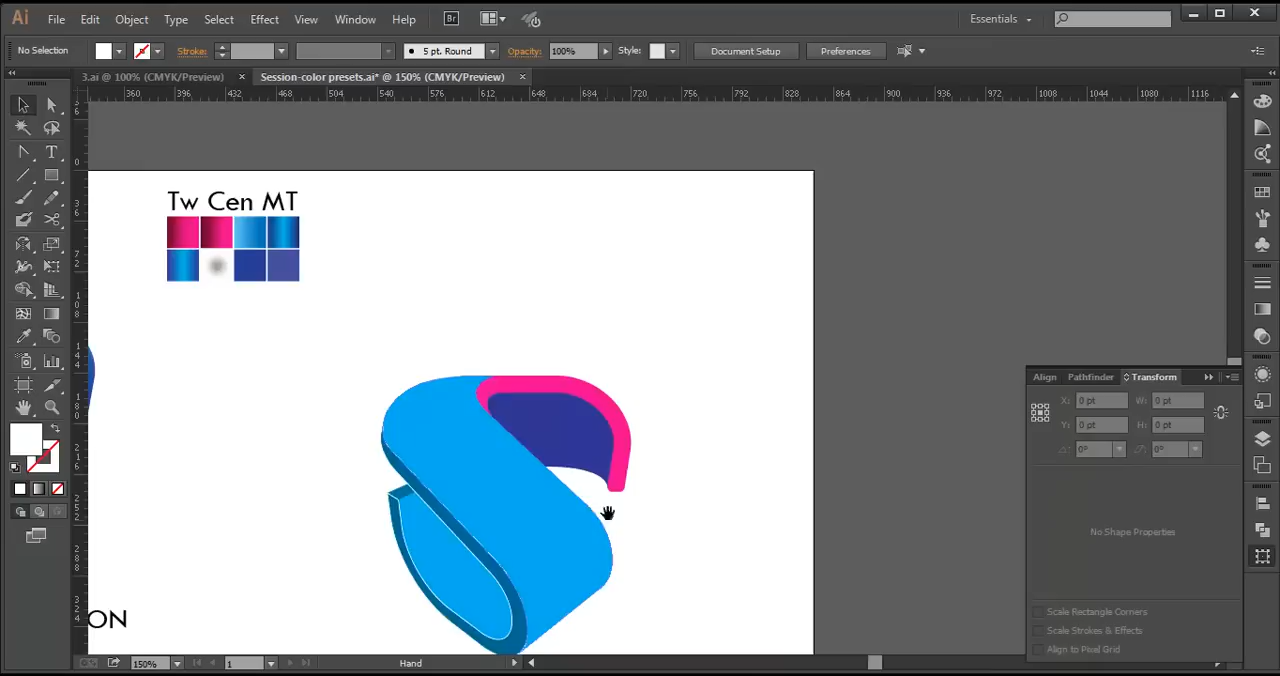 Ai File Edit Object Type Select Effect View Window Help Br Essentials
No Selection Stroke: 5 pt. Round Opacity: 100% Style: Document Setup Preferences
3.ai @ 100% (CMYK/Preview) × Session-color presets.ai* @ 150% (CMYK/Preview) ×
360 396 432 468 504 540 576 612 648 684 720 756 792 828 864 900 936 972 1008 1044 1080 1116
Tw Cen MT
Align Pathfinder Transform
X: 0 pt W: 0 pt
Y: 0 pt H: 0 pt
0° 0°
No Shape Properties
ON
Scale Rectangle Corners
Scale Strokes & Effects
Align to Pixel Grid
150% 1 Hand